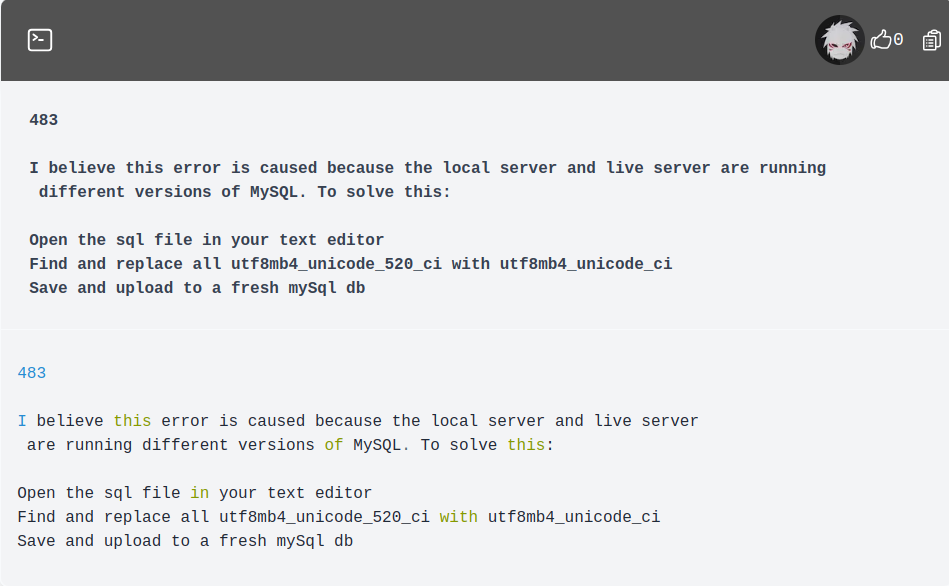 0
483
I believe this error is caused because the local server and live server are running
different versions of MySQL. To solve this:
Open the sql file in your text editor
Find and replace all utf8mb4_unicode_520_ci with utf8mb4_unicode_ci
Save and upload to a fresh mySql db
483
I believe this error is caused because the local server and live server
are running different versions of MySQL. To solve this:
Open the sql file in your text editor
Find and replace all utf8mb4_unicode_520_ci with utf8mb4_unicode_ci
Save and upload to a fresh mySql db